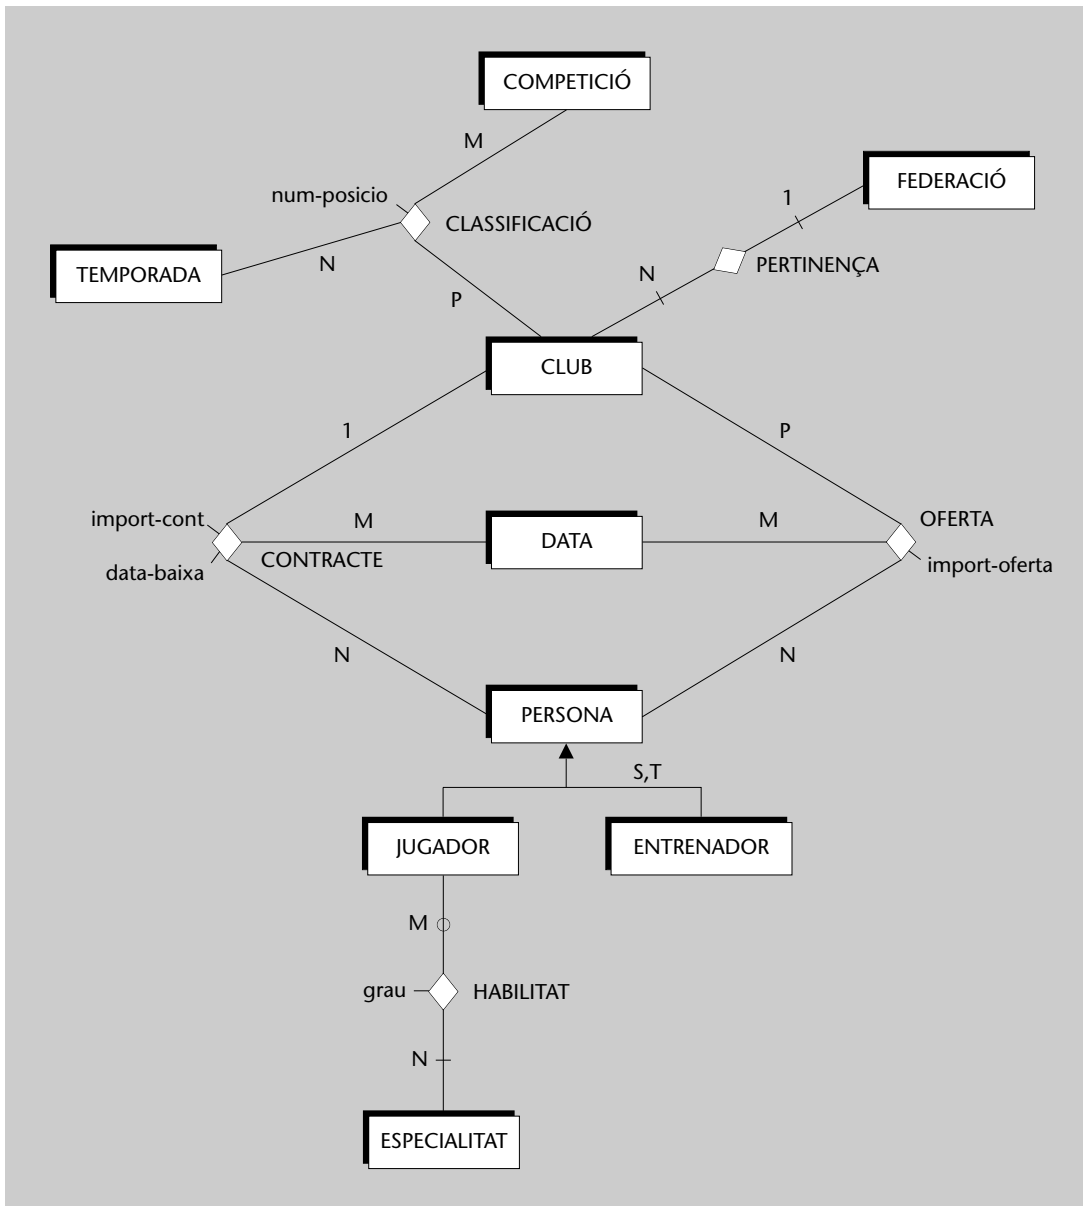 COMPETICIÓ
M
FEDERACIÓ
num-posicio
1
CLASSIFICACIÓ
TEMPORADA
N
PERTINENÇA
N
P
CLUB
1
P
import-cont
M
DATA
M
OFERTA
data-baixa
CONTRACTE
import-oferta
N
N
PERSONA
S,T
JUGADOR
ENTRENADOR
M
grau
HABILITAT
N
ESPECIALITAT